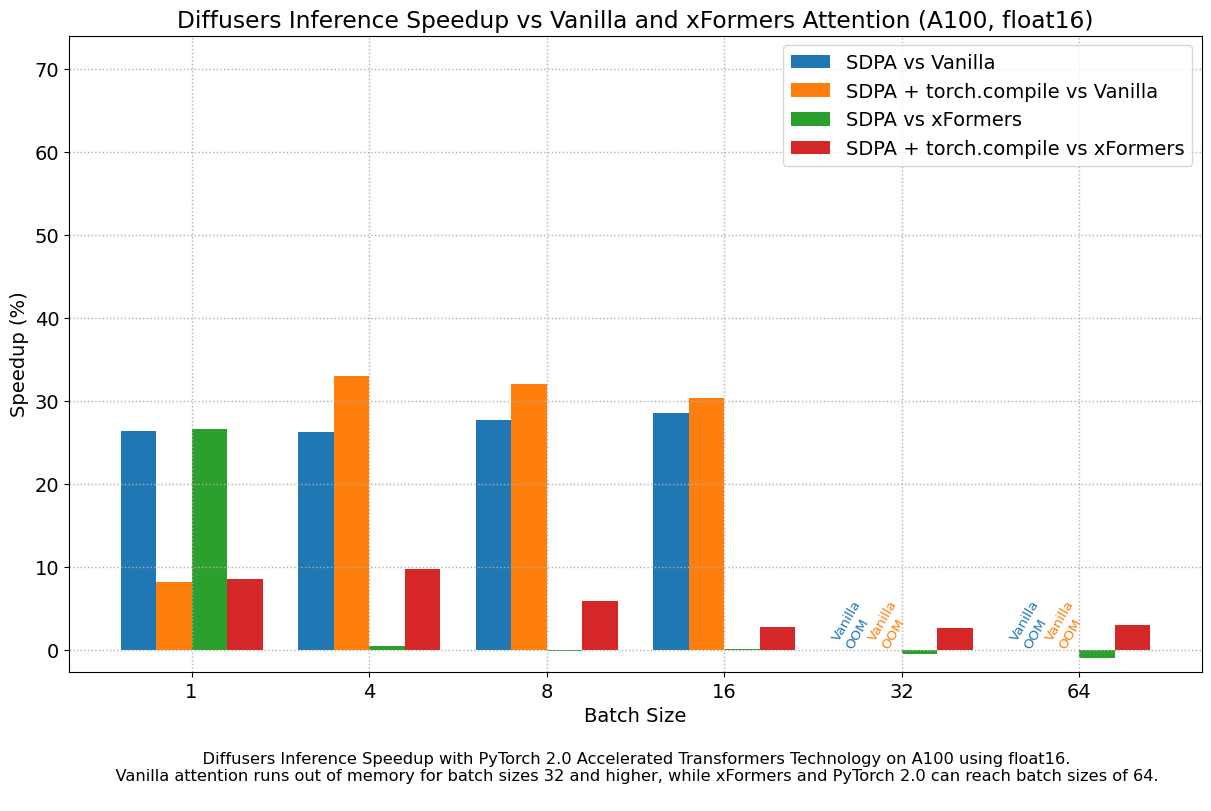 Diffusers Inference Speedup vs Vanilla and xFormers Attention (A100, float16)
SDPA vs Vanilla
SDPA + torch.compile vs Vanilla
SDPA vs xFormers
SDPA + torch.compile vs xFormers
Speedup (%)
70
60
50
40
30
20
10
0
Vanilla
OOM
Vanilla
OOM
Vanilla
OOM
Vanilla
OOM
1 4 8 16 32 64
Batch Size
Diffusers Inference Speedup with PyTorch 2.0 Accelerated Transformers Technology on A100 using float16.
Vanilla attention runs out of memory for batch sizes 32 and higher, while xFormers and PyTorch 2.0 can reach batch sizes of 64.